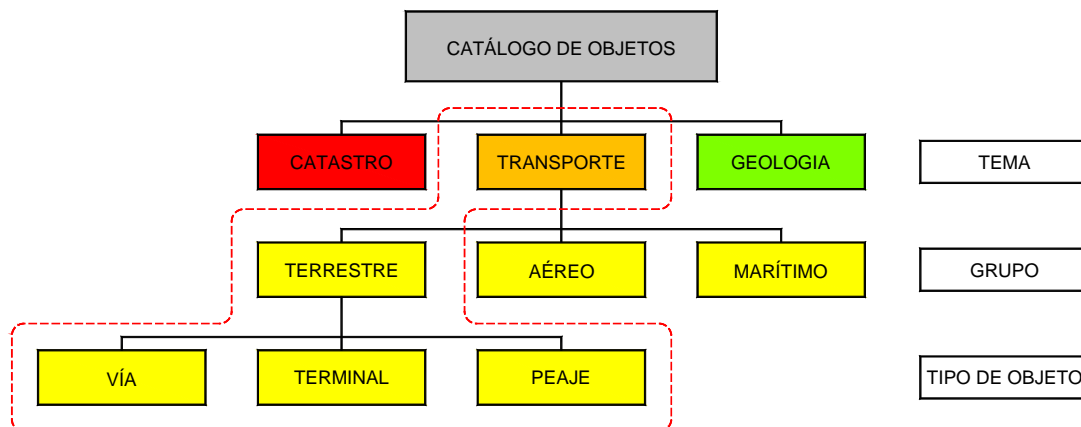 CATÁLOGO DE OBJETOS
CATASTRO
TRANSPORTE
GEOLOGIA
TEMA
TERRESTRE
AÉREO
MARÍTIMO
GRUPO
VÍA
TERMINAL
PEAJE
TIPO DE OBJETO